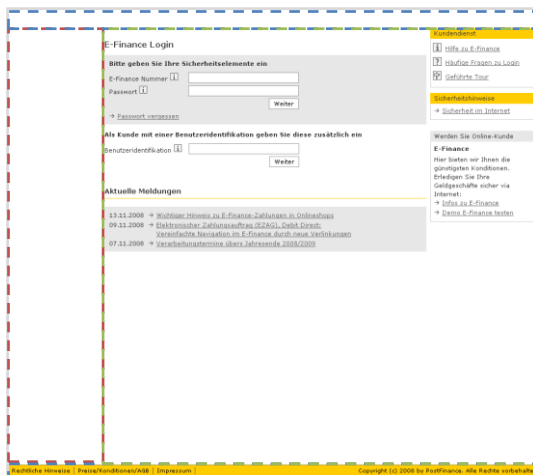 E-Finance Login
Bitte geben Sie Ihre Sicherheitselemente ein
E-Finance Nummer
Passwort
Weiter
→ Passwort vergessen
Als Kunde mit einer Benutzeridentifikation geben Sie diese zusätzlich ein
Benutzeridentifikation
Weiter
Aktuelle Meldungen
13.11.2008 → Wichtiger Hinweis zu E-Finance-Zahlungen in Onlineshops
09.11.2008 → Elektronischer Zahlungsauftrag (EZAG), Debit Direct:
Vereinfachte Navigation im E-Finance durch neue Verlinkungen
07.11.2008 → Verarbeitungstermine übers Jahresende 2008/2009
Kundendienst
Hilfe zu E-Finance
Häufige Fragen zu Login
Geführte Tour
Sicherheitshinweise
→ Sicherheit im Internet
Werden Sie Online-Kunde
E-Finance
Hier bieten wir Ihnen die
günstigsten Konditionen.
Erledigen Sie Ihre
Geldgeschäfte sicher via
Internet:
→ Infos zu E-Finance
→ Demo E-Finance testen
Rechtliche Hinweise | Preise/Konditionen/AGB | Impressum |
Copyright (c) 2008 by PostFinance. Alle Rechte vorbehalte